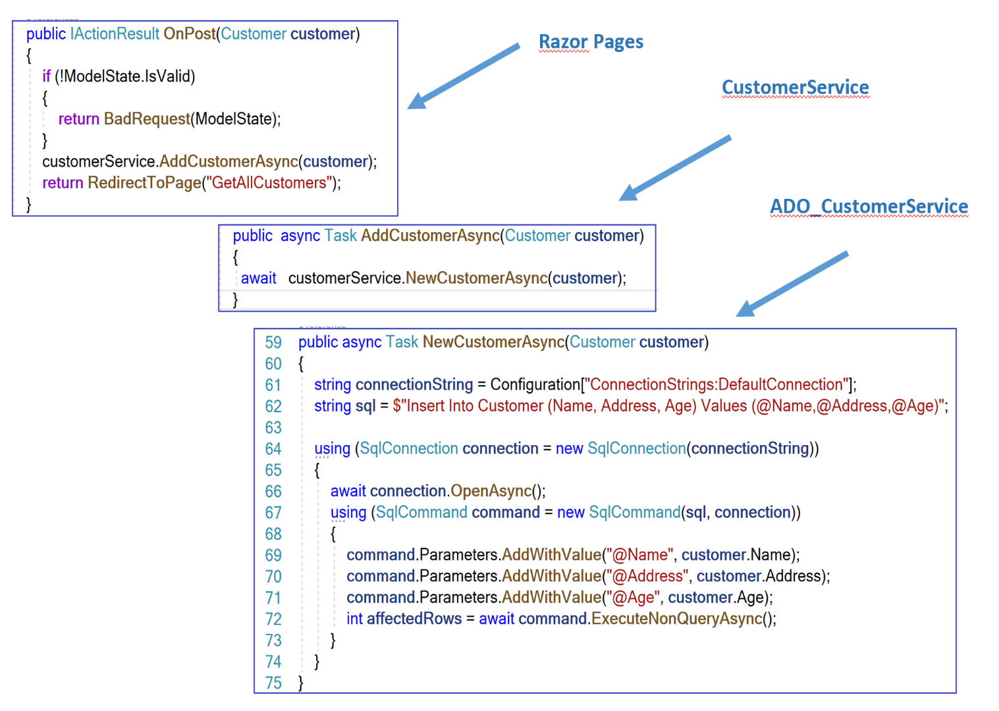 public IActionResult OnPost(Customer customer)
{
if (!ModelState.IsValid)
{
return BadRequest(ModelState);
}
customerService.AddCustomerAsync(customer);
return RedirectToPage("GetAllCustomers");
}
Razor Pages
CustomerService
ADO_CustomerService
public  async Task AddCustomerAsync(Customer customer)
{
await   customerService.NewCustomerAsync(customer);
}
59 public async Task NewCustomerAsync(Customer customer)
60 {
61 string connectionString = Configuration["ConnectionStrings:DefaultConnection"];
62 string sql = $"Insert Into Customer (Name, Address, Age) Values (@Name,@Address,@Age)";
63
64 using (SqlConnection connection = new SqlConnection(connectionString))
65 {
66 await connection.OpenAsync();
67 using (SqlCommand command = new SqlCommand(sql, connection))
68 {
69 command.Parameters.AddWithValue("@Name", customer.Name);
70 command.Parameters.AddWithValue("@Address", customer.Address);
71 command.Parameters.AddWithValue("@Age", customer.Age);
72 int affectedRows = await command.ExecuteNonQueryAsync();
73 }
74 }
75 }